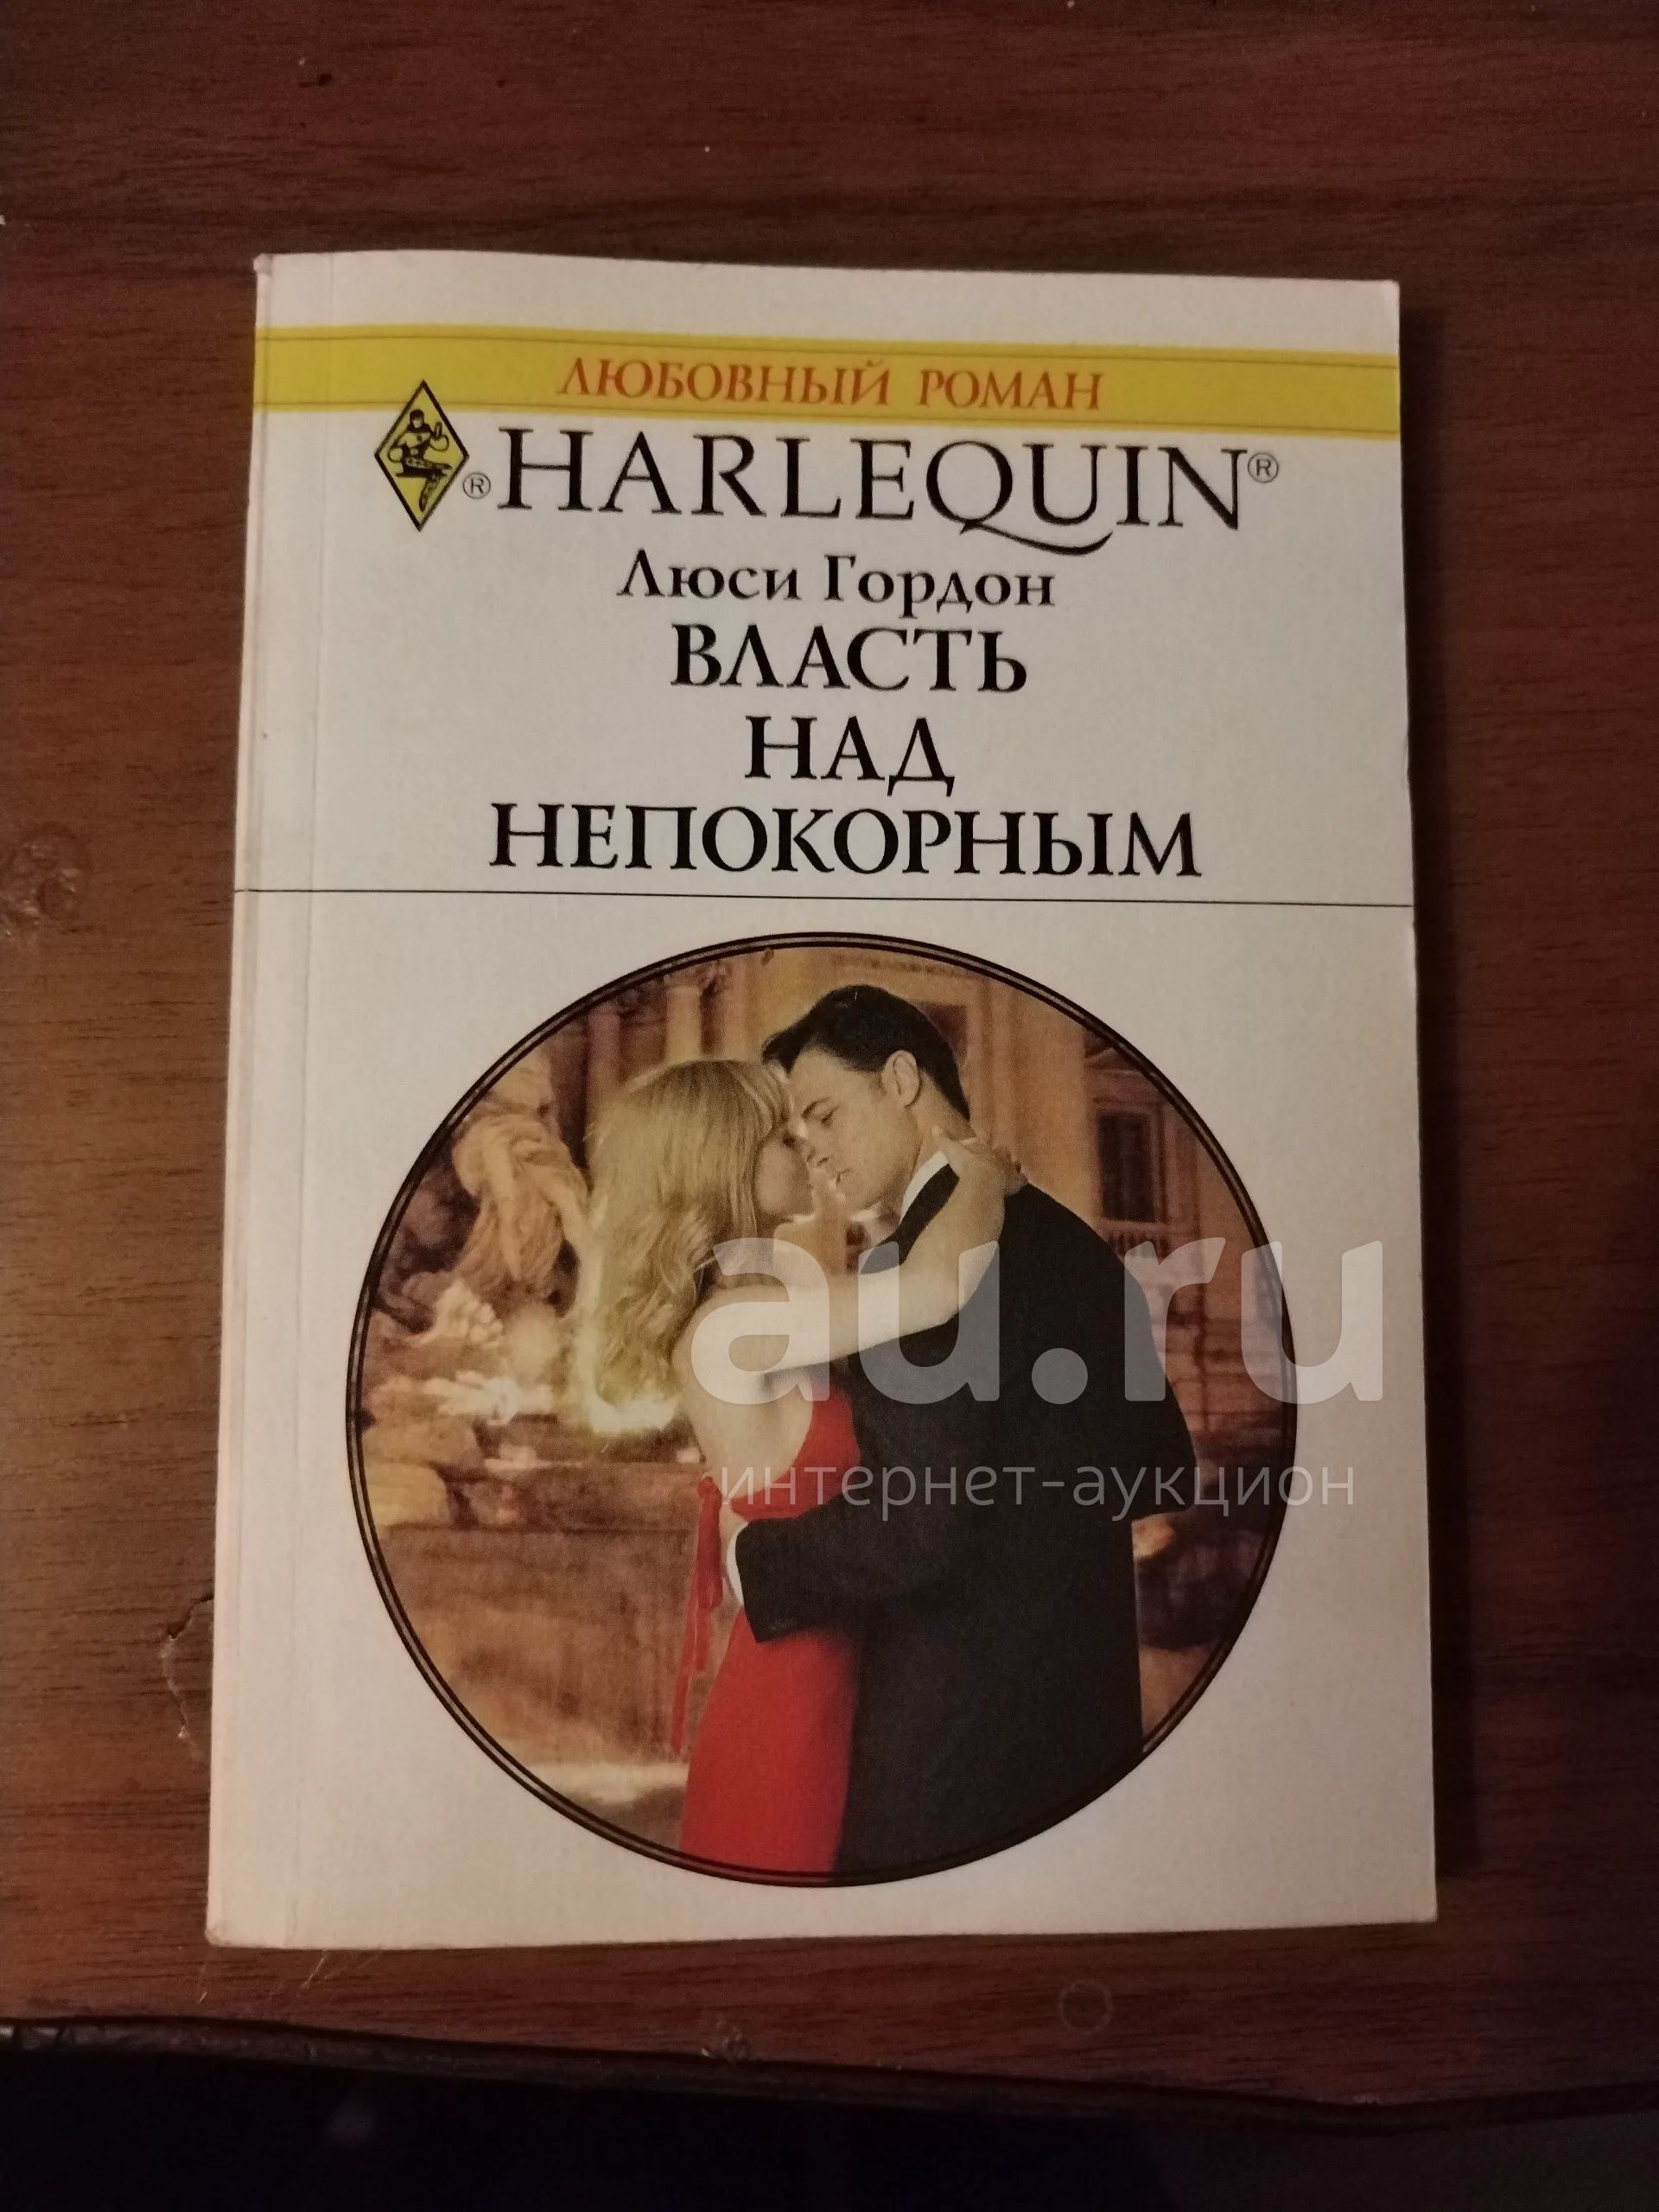 ЛЮБОВНЫЙ РОМАН
® HARLEQUIN®
Люси Гордон
ВЛАСТЬ
НАД
НЕПОКОРНЫМ
au.ru
интернет-аукцион